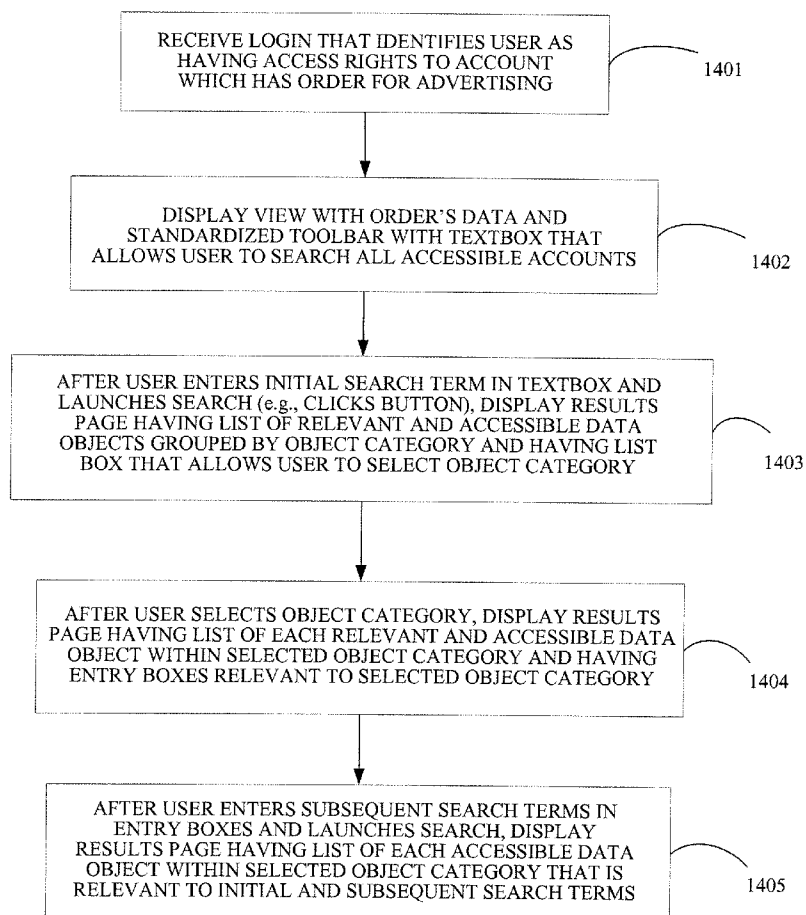 RECEIVE LOGIN THAT IDENTIFIES USER AS
HAVING ACCESS RIGHTS TO ACCOUNT
WHICH HAS ORDER FOR ADVERTISING
1401
DISPLAY VIEW WITH ORDER'S DATA AND
STANDARDIZED TOOLBAR WITH TEXTBOX THAT
ALLOWS USER TO SEARCH ALL ACCESSIBLE ACCOUNTS
1402
AFTER USER ENTERS INITIAL SEARCH TERM IN TEXTBOX AND
LAUNCHES SEARCH (e.g., CLICKS BUTTON), DISPLAY RESULTS
PAGE HAVING LIST OF RELEVANT AND ACCESSIBLE DATA
OBJECTS GROUPED BY OBJECT CATEGORY AND HAVING LIST
BOX THAT ALLOWS USER TO SELECT OBJECT CATEGORY
1403
AFTER USER SELECTS OBJECT CATEGORY, DISPLAY RESULTS
PAGE HAVING LIST OF EACH RELEVANT AND ACCESSIBLE DATA
OBJECT WITHIN SELECTED OBJECT CATEGORY AND HAVING
ENTRY BOXES RELEVANT TO SELECTED OBJECT CATEGORY
1404
AFTER USER ENTERS SUBSEQUENT SEARCH TERMS IN
ENTRY BOXES AND LAUNCHES SEARCH, DISPLAY
RESULTS PAGE HAVING LIST OF EACH ACCESSIBLE DATA
OBJECT WITHIN SELECTED OBJECT CATEGORY THAT IS
RELEVANT TO INITIAL AND SUBSEQUENT SEARCH TERMS
1405